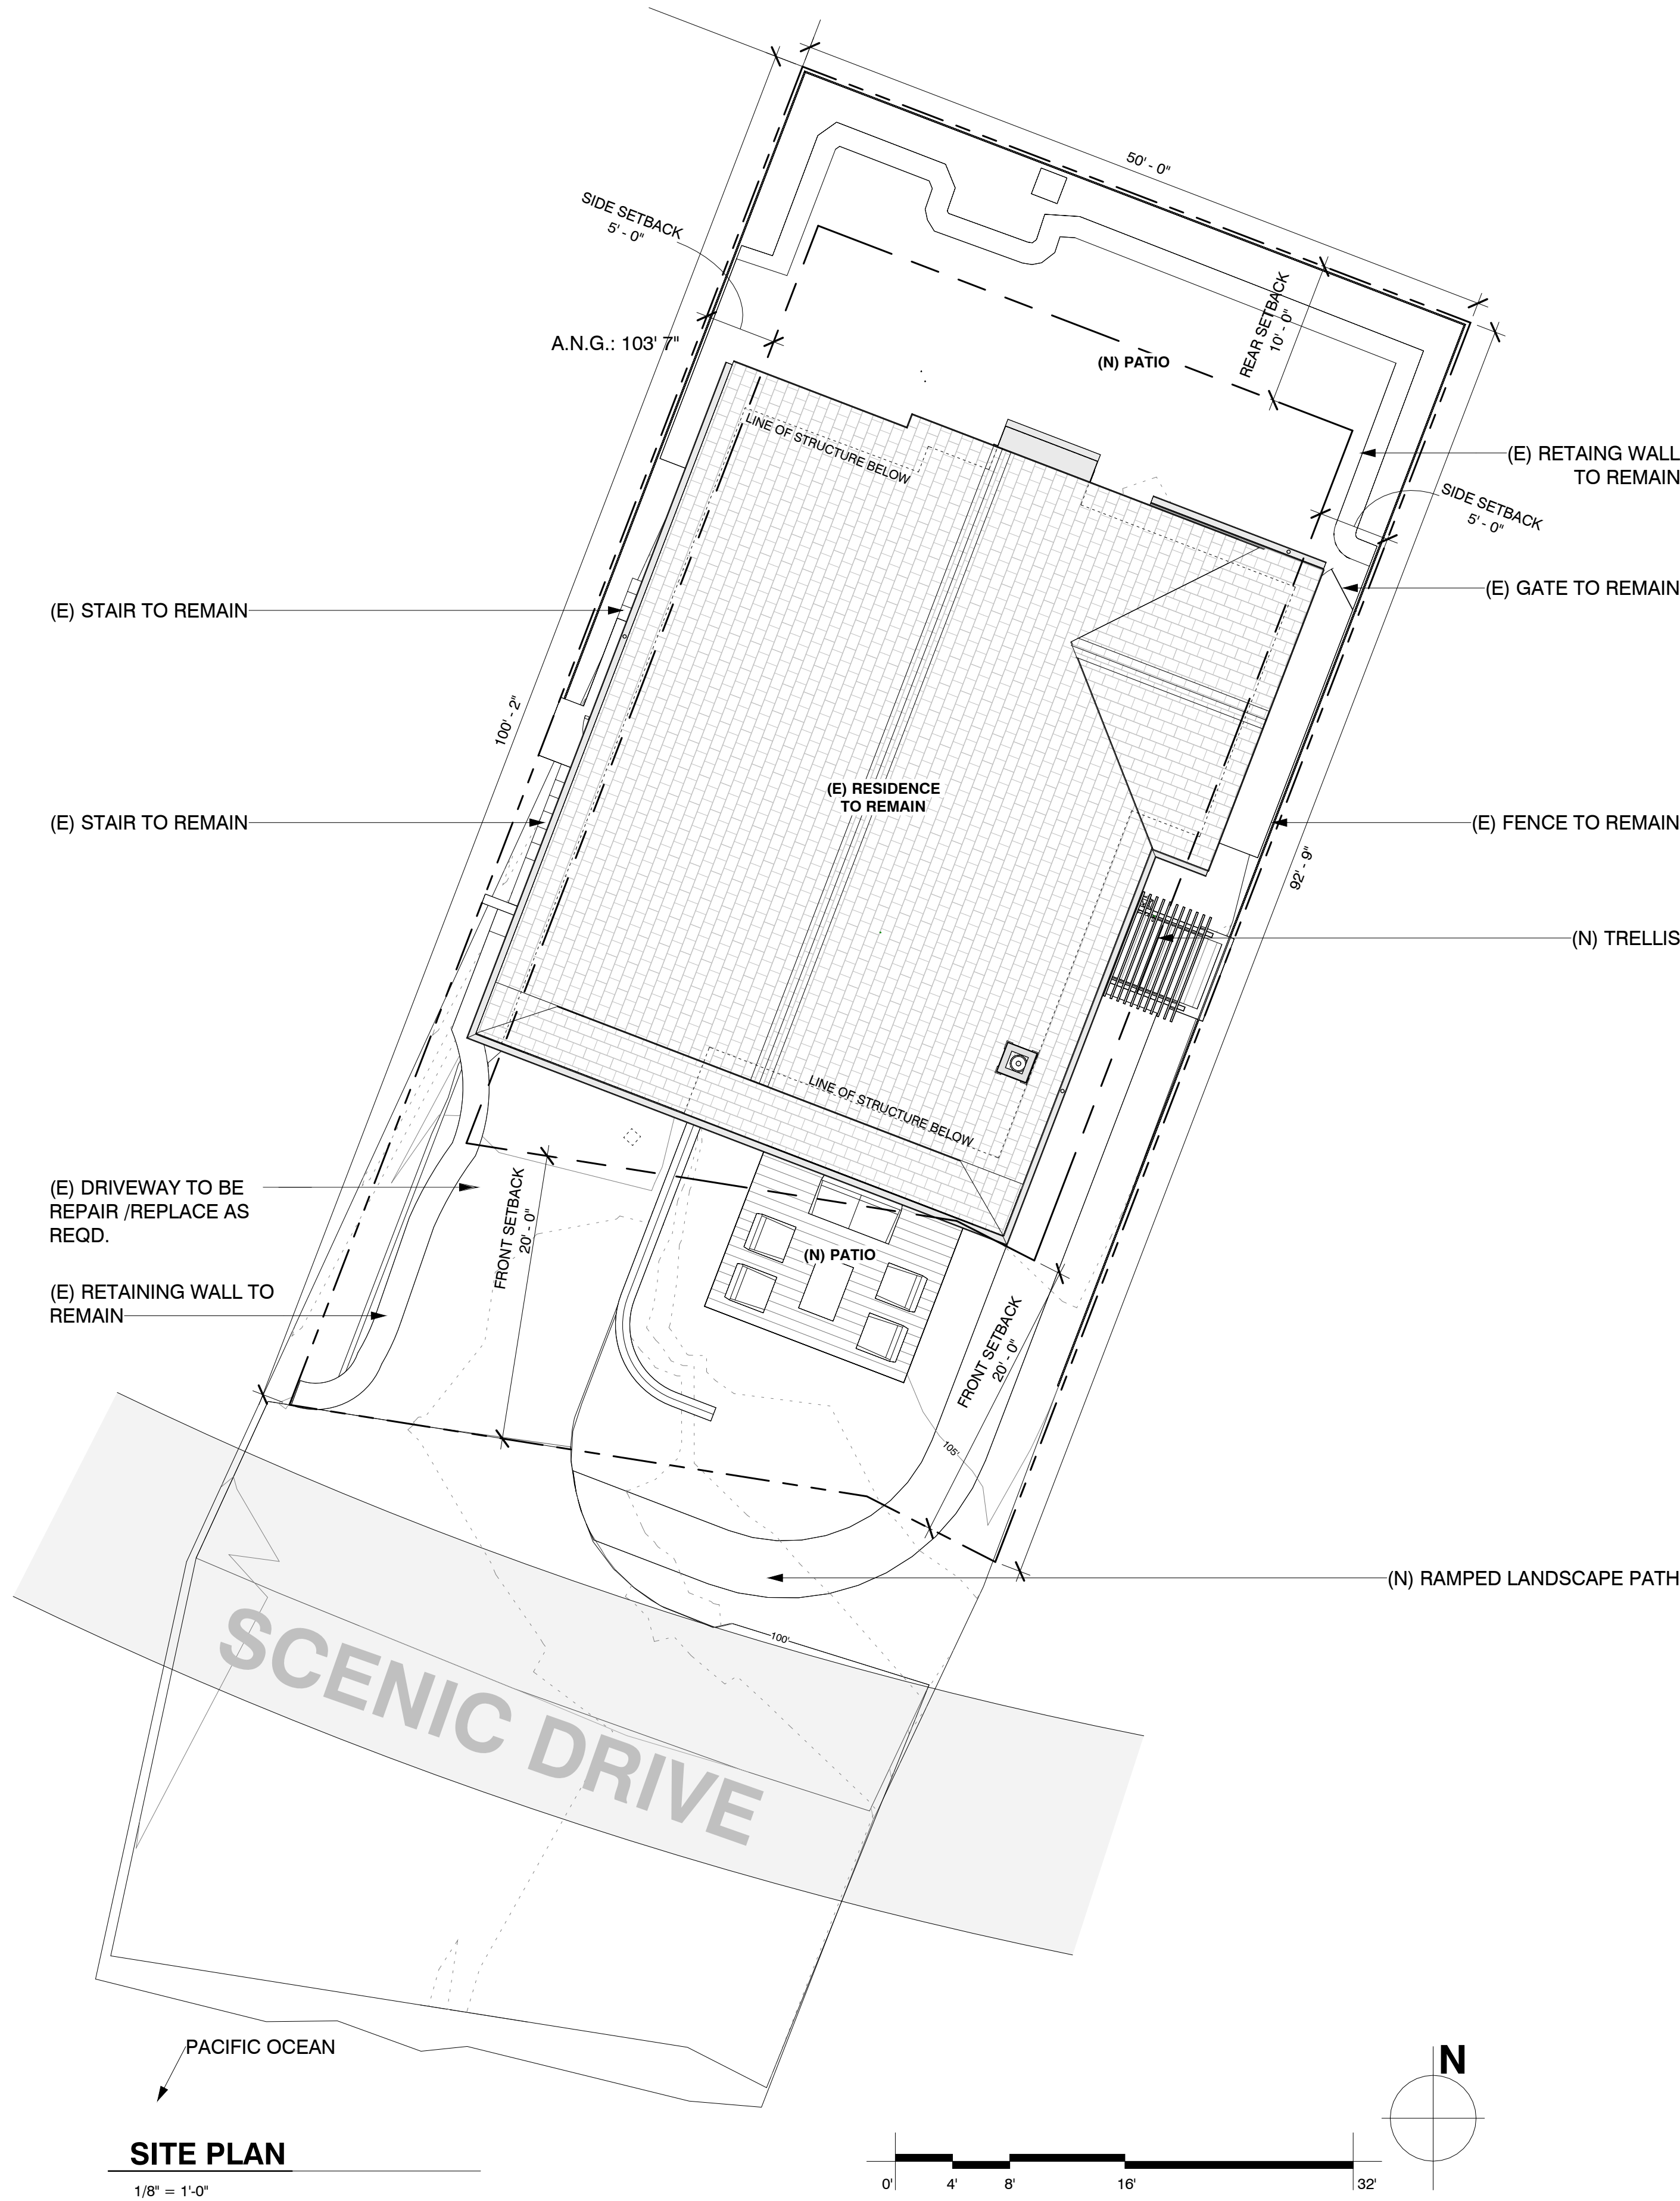 50' - 0"
SIDE SETBACK
5' - 0"
REAR SETBACK
10' - 0"
A.N.G.: 103' 7"
(N) PATIO
LINE OF STRUCTURE BELOW
(E) RETAING WALL
TO REMAIN
SIDE SETBACK
5' - 0"
(E) STAIR TO REMAIN
(E) GATE TO REMAIN
100' - 2"
(E) RESIDENCE
TO REMAIN
(E) STAIR TO REMAIN
(E) FENCE TO REMAIN
92' - 9"
(N) TRELLIS
LINE OF STRUCTURE BELOW
(E) DRIVEWAY TO BE
REPAIR /REPLACE AS
REQD.
FRONT SETBACK
20' - 0"
(N) PATIO
(E) RETAINING WALL TO
REMAIN
FRONT SETBACK
20' - 0"
105'
(N) RAMPED LANDSCAPE PATH
100'
SCENIC DRIVE
PACIFIC OCEAN
N
SITE PLAN
1/8" = 1'-0"
0' 4' 8' 16' 32'